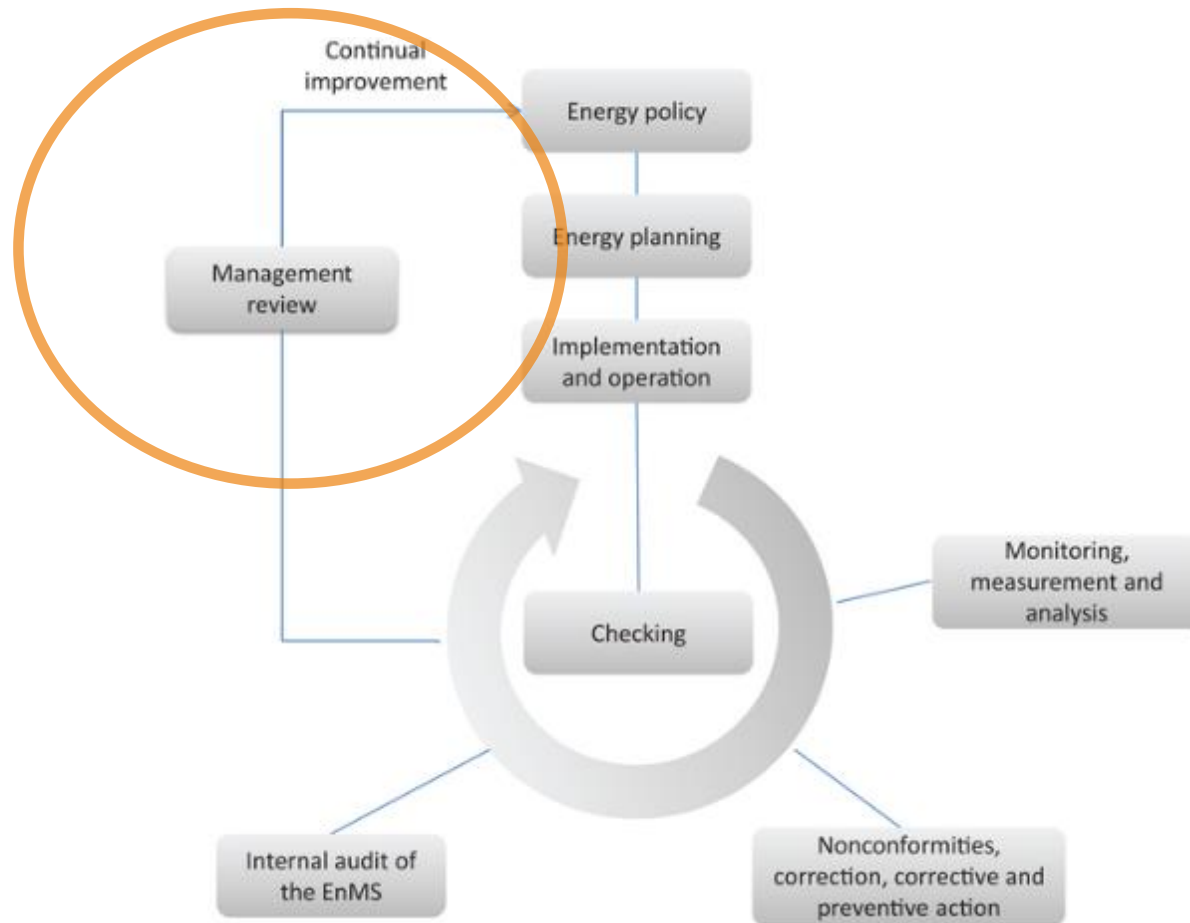 Continual
improvement
Energy policy
Energy planning
Management
review
Implementation
and operation
Monitoring,
measurement and
analysis
Checking
Internal audit of
the EnMS
Nonconformities,
correction, corrective and
preventive action